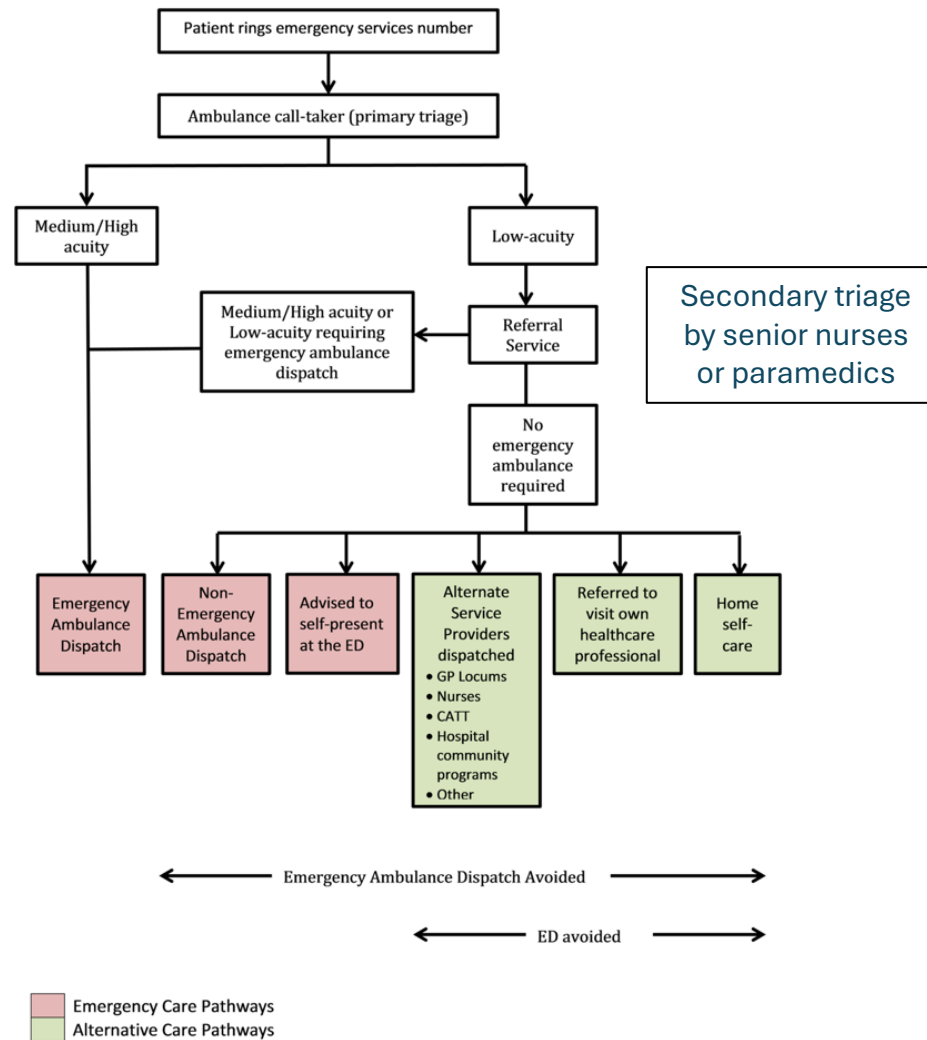 Patient rings emergency services number
Ambulance call-taker (primary triage)
Medium/High
acuity
Low-acuity
Medium/High acuity or
Low-acuity requiring
emergency ambulance
dispatch
Referral
Service
Secondary triage
by senior nurses
or paramedics
No
emergency
ambulance
required
Emergency
Ambulance
Dispatch
Non-
Emergency
Ambulance
Dispatch
Advised to
self-present
at the ED
Alternate
Service
Providers
dispatched
• GP Locums
• Nurses
• CATT
• Hospital
community
programs
• Other
Referred to
visit own
healthcare
professional
Home
self-
care
Emergency Ambulance Dispatch Avoided
ED avoided
Emergency Care Pathways
Alternative Care Pathways